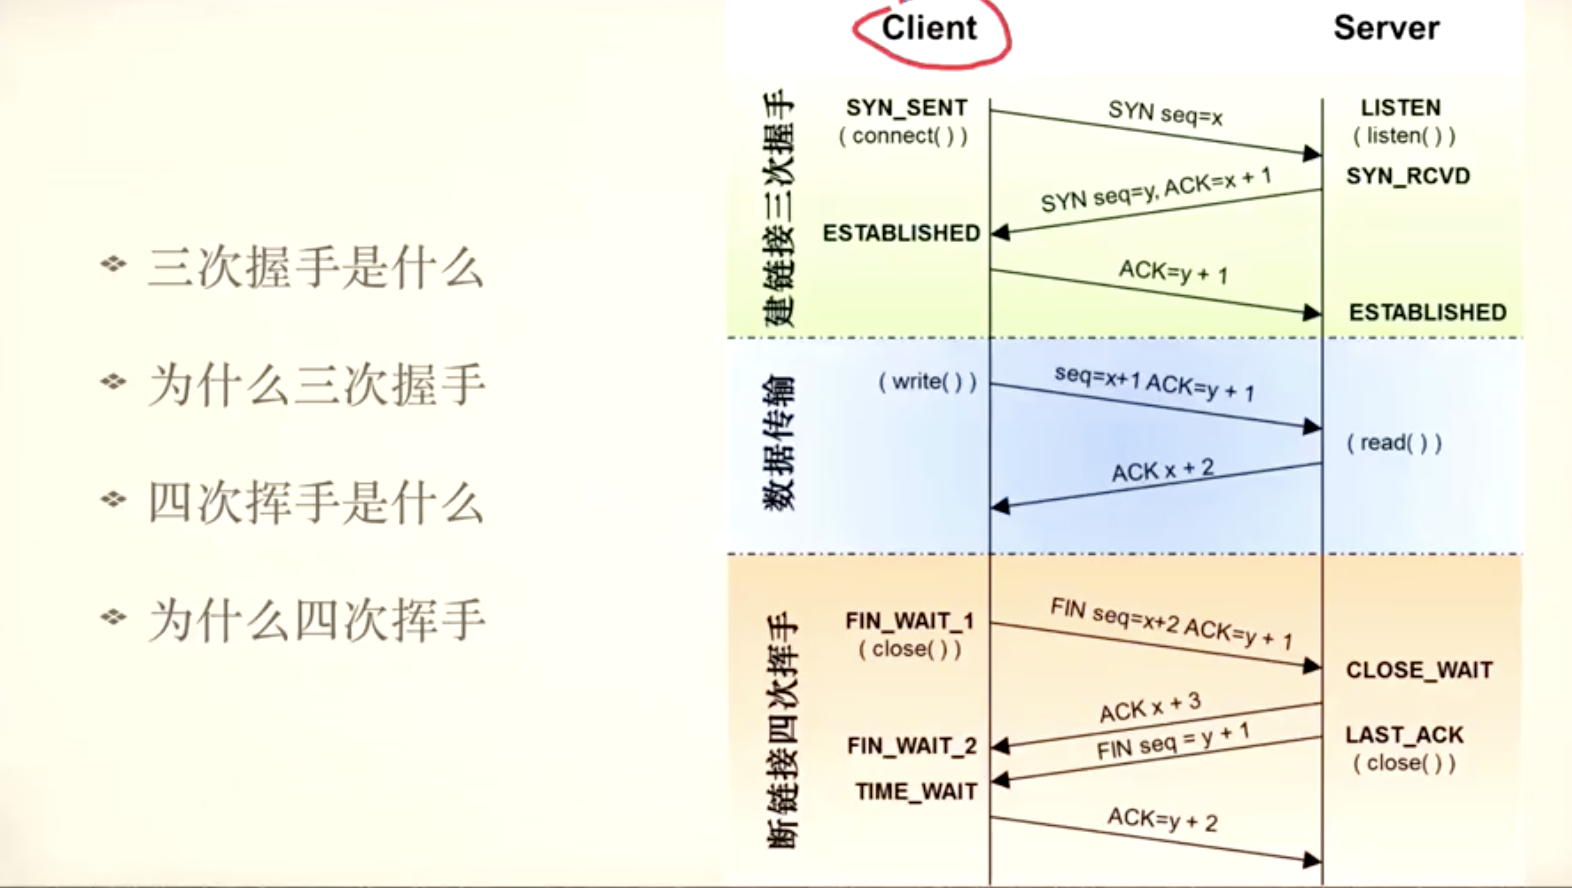 三次握手是什么
为什么三次握手
四次挥手是什么
为什么四次挥手
Client
Server
建链接三次握手
SYN_SENT
( connect( ) )
SYN seq=x
LISTEN
( listen( ) )
SYN_RCVD
SYN seq=y, ACK=x + 1
ESTABLISHED
ACK=y + 1
ESTABLISHED
数据传输
( write( ) )
seq=x+1 ACK=y + 1
( read( ) )
ACK x + 2
断链接四次挥手
FIN_WAIT_1
( close( ) )
FIN seq=x+2 ACK=y + 1
CLOSE_WAIT
ACK x + 3
FIN_WAIT_2
FIN seq = y + 1
LAST_ACK
( close( ) )
TIME_WAIT
ACK=y + 2